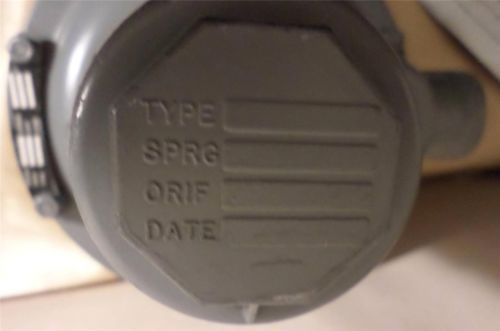 TYPE
SPRG
ORIF
DATE